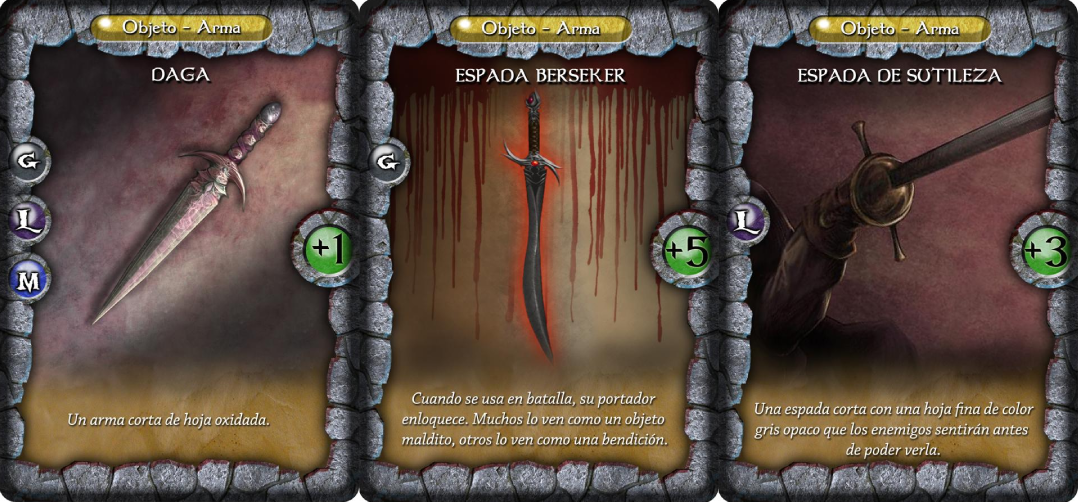 Objeto - Arma
DAGA
G
L
M
+1
Un arma corta de hoja oxidada.
Objeto - Arma
ESPADA BERSEKER
G
+5
Cuando se usa en batalla, su portador
enloquece. Muchos lo ven como un objeto
maldito, otros lo ven como una bendición.
Objeto - Arma
ESPADA DE SUTILEZA
L
+3
Una espada corta con una hoja fina de color
gris opaco que los enemigos sentirán antes
de poder verla.